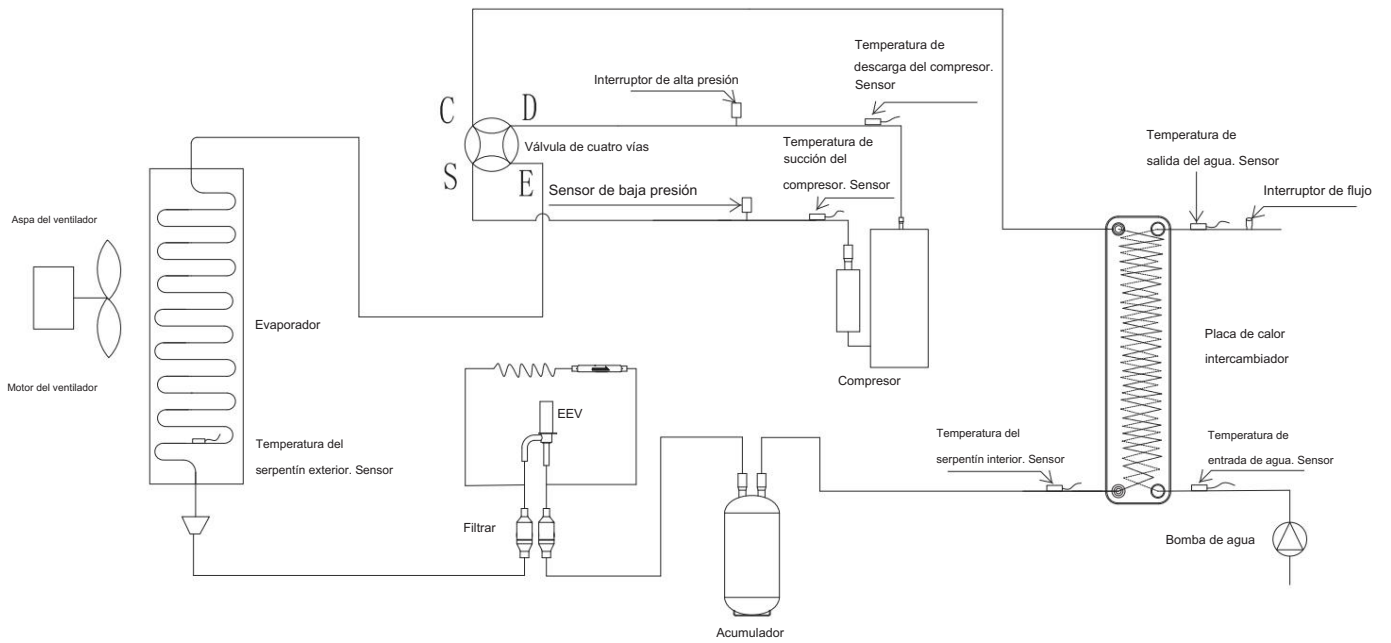 Temperatura de
descarga del compresor.
Sensor
Interruptor de alta presión
C
D
Válvula de cuatro vías
S
E
Temperatura de
succión del
compresor. Sensor
Sensor de baja presión
Temperatura de
salida del agua. Sensor
Interruptor de flujo
Aspa del ventilador
Evaporador
Motor del ventilador
Placa de calor
intercambiador
Compresor
EEV
Temperatura del
serpentín exterior. Sensor
Temperatura del
serpentín interior. Sensor
Temperatura de
entrada de agua. Sensor
Filtrar
Bomba de agua
Acumulador